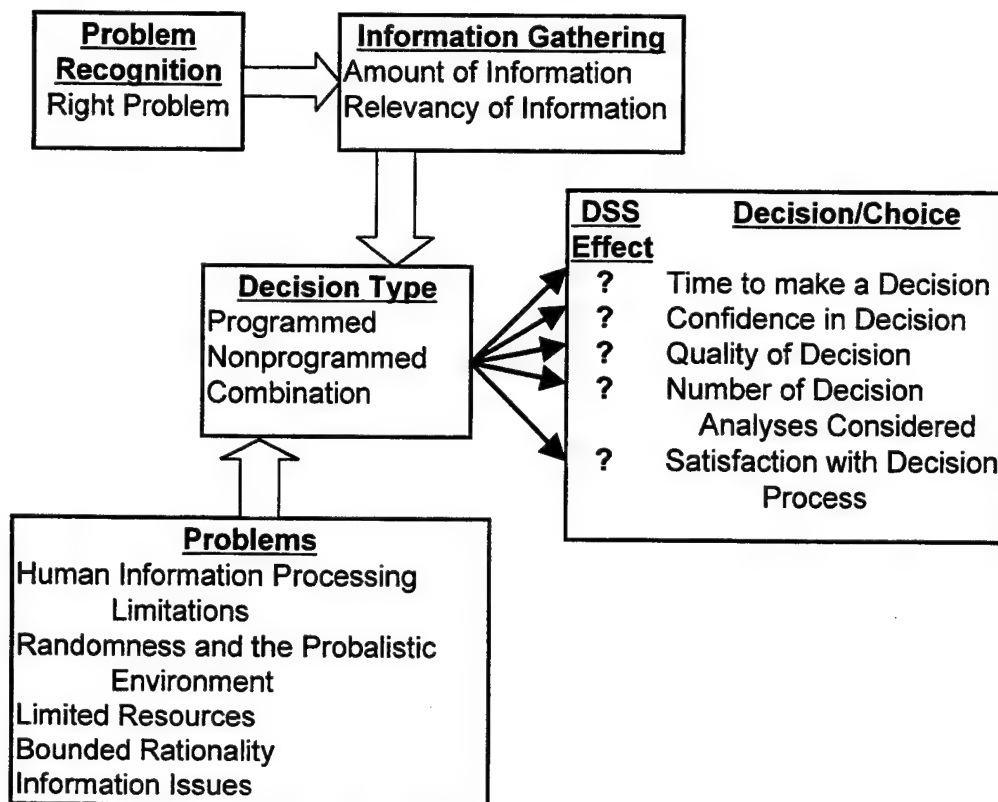 Problem
Recognition
Right Problem
Information Gathering
Amount of Information
Relevancy of Information
Decision Type
Programmed
Nonprogrammed
Combination
DSS Decision/Choice
Effect
? Time to make a Decision
? Confidence in Decision
? Quality of Decision
? Number of Decision
Analyses Considered
? Satisfaction with Decision
Process
Problems
Human Information Processing
Limitations
Randomness and the Probalistic
Environment
Limited Resources
Bounded Rationality
Information Issues